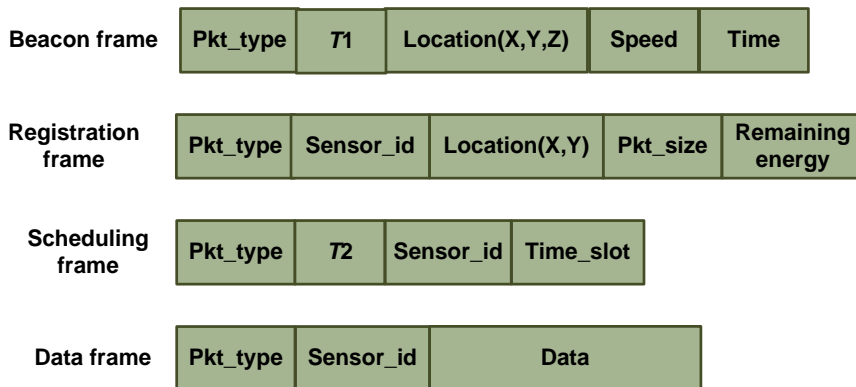 Beacon frame Pkt_type T1 Location(X,Y,Z) Speed Time
Registration frame Pkt_type Sensor_id Location(X,Y) Pkt_size Remaining energy
Scheduling frame Pkt_type T2 Sensor_id Time_slot
Data frame Pkt_type Sensor_id Data